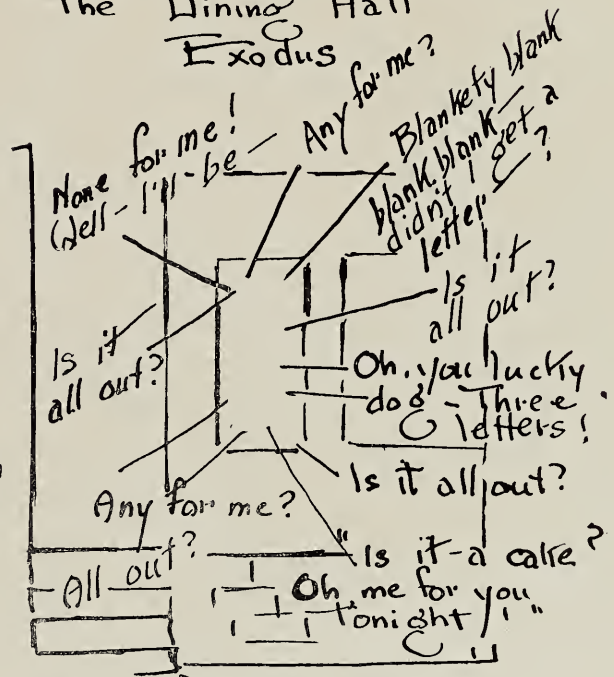 The Dining Hall
Exodus
Any for me?
None for me!
Well - I'll - be -
Blankety blank
blank blank -
didn't I get a
letter?
Is it
all out?
Is it
all out?
Oh, you lucky
dog - Three
letters!
Is it all out?
Any for me?
All out?
"Is it - a cake?
Oh me for you
tonight!"